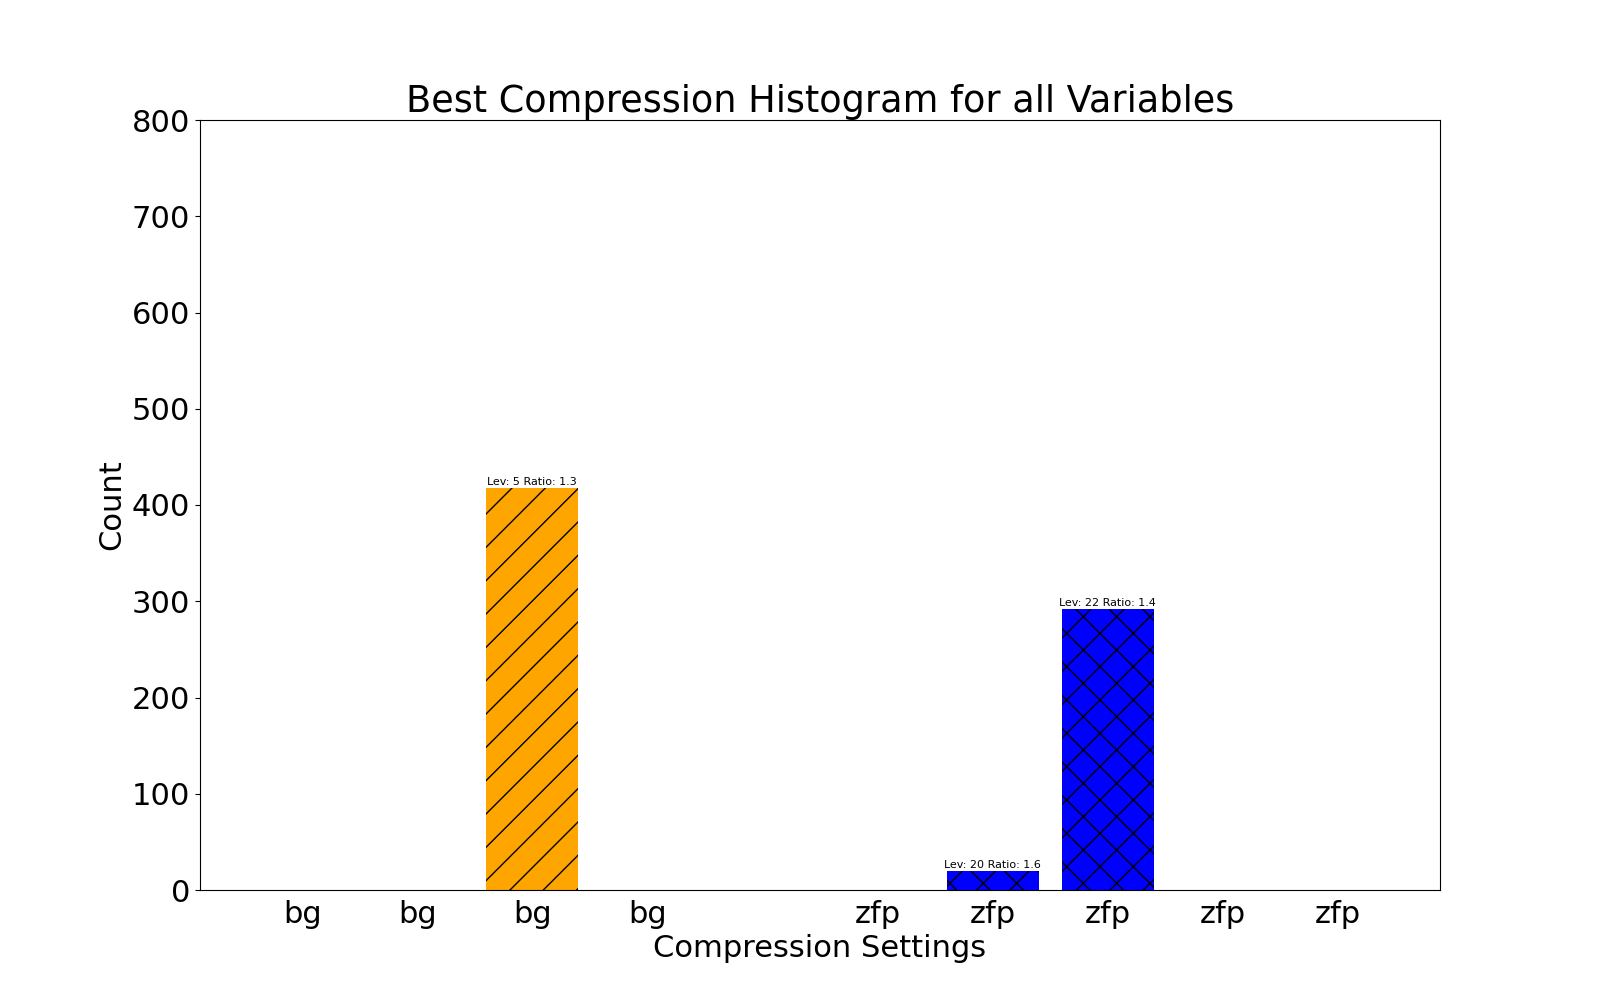 Best Compression Histogram for all Variables
800
700
600
500
400
300
200
100
0
Count
Lev: 5 Ratio: 1.3
Lev: 20 Ratio: 1.6
Lev: 22 Ratio: 1.4
bg bg bg bg zfp zfp zfp zfp zfp
Compression Settings